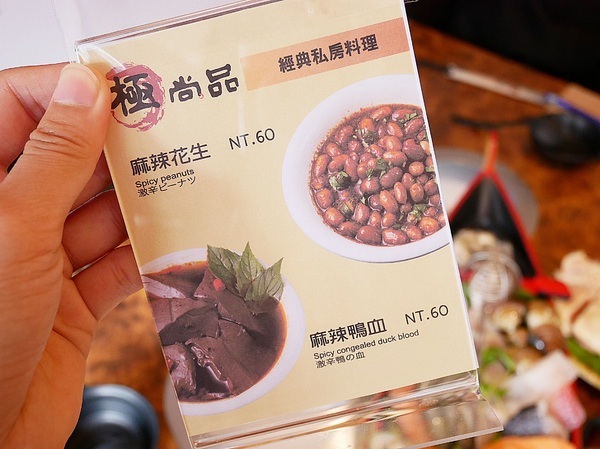 極尚品
經典私房料理
麻辣花生 NT.60
Spicy peanuts
激辛ピーナツ
麻辣鴨血 NT.60
Spicy congealed duck blood
激辛鴨の血